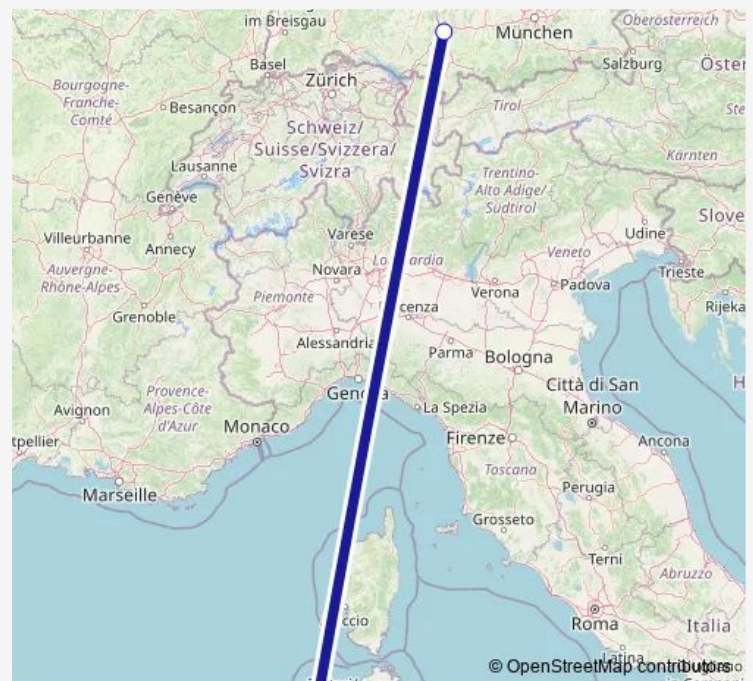 im Breisgau
München
Oberösterreich
Basel
Zürich
Salzburg
Bourgogne-
Franche-
Comté
Besançon
Tirol
Schweiz/
Suisse/Svizzera/
Svizra
Lausanne
Kärnten
Trentino-
Alto Adige/
Südtirol
Genève
Villeurbanne
Annecy
Varese
Udine
Auvergne-
Rhône-Alpes
Novara
Veneto
Trieste
Piemonte
Verona
Padova
Grenoble
Rijeka
Alessandria
Parma
Bologna
Provence-
Alpes-Côte
d'Azur
Città di San
Marino
Avignon
Monaco
La Spezia
Firenze
Ancona
Marseille
Toscana
Perugia
Grosseto
Terni
Abruzzo
Roma
Italia
Latina
© OpenStreetMap contributors